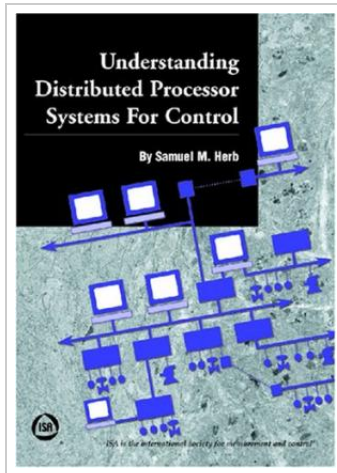 Understanding
Distributed Processor
Systems For Control
By Samuel M. Herb
ISA
ISA is the international society for measurement and control